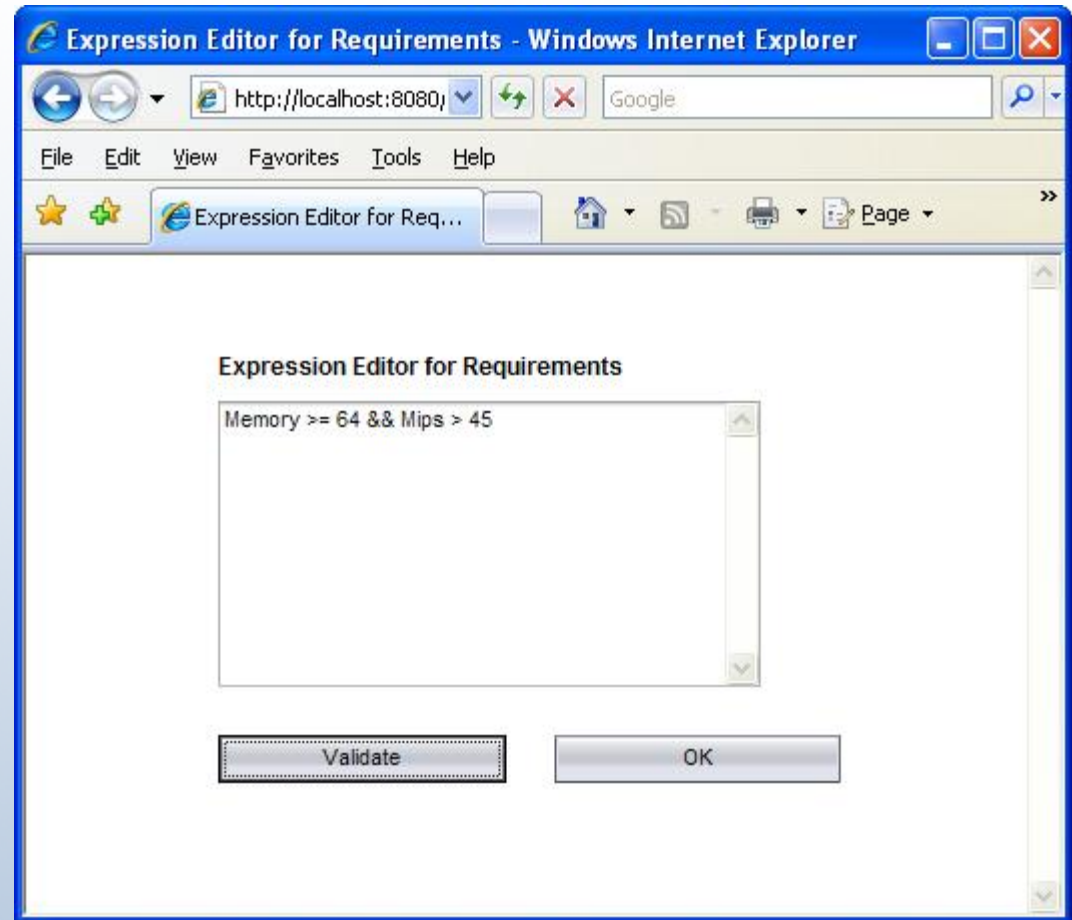 Expression Editor for Requirements - Windows Internet Explorer
http://localhost:8080/ Google
File Edit View Favorites Tools Help
Expression Editor for Req... Page
Expression Editor for Requirements
Memory >= 64 && Mips > 45
Validate OK